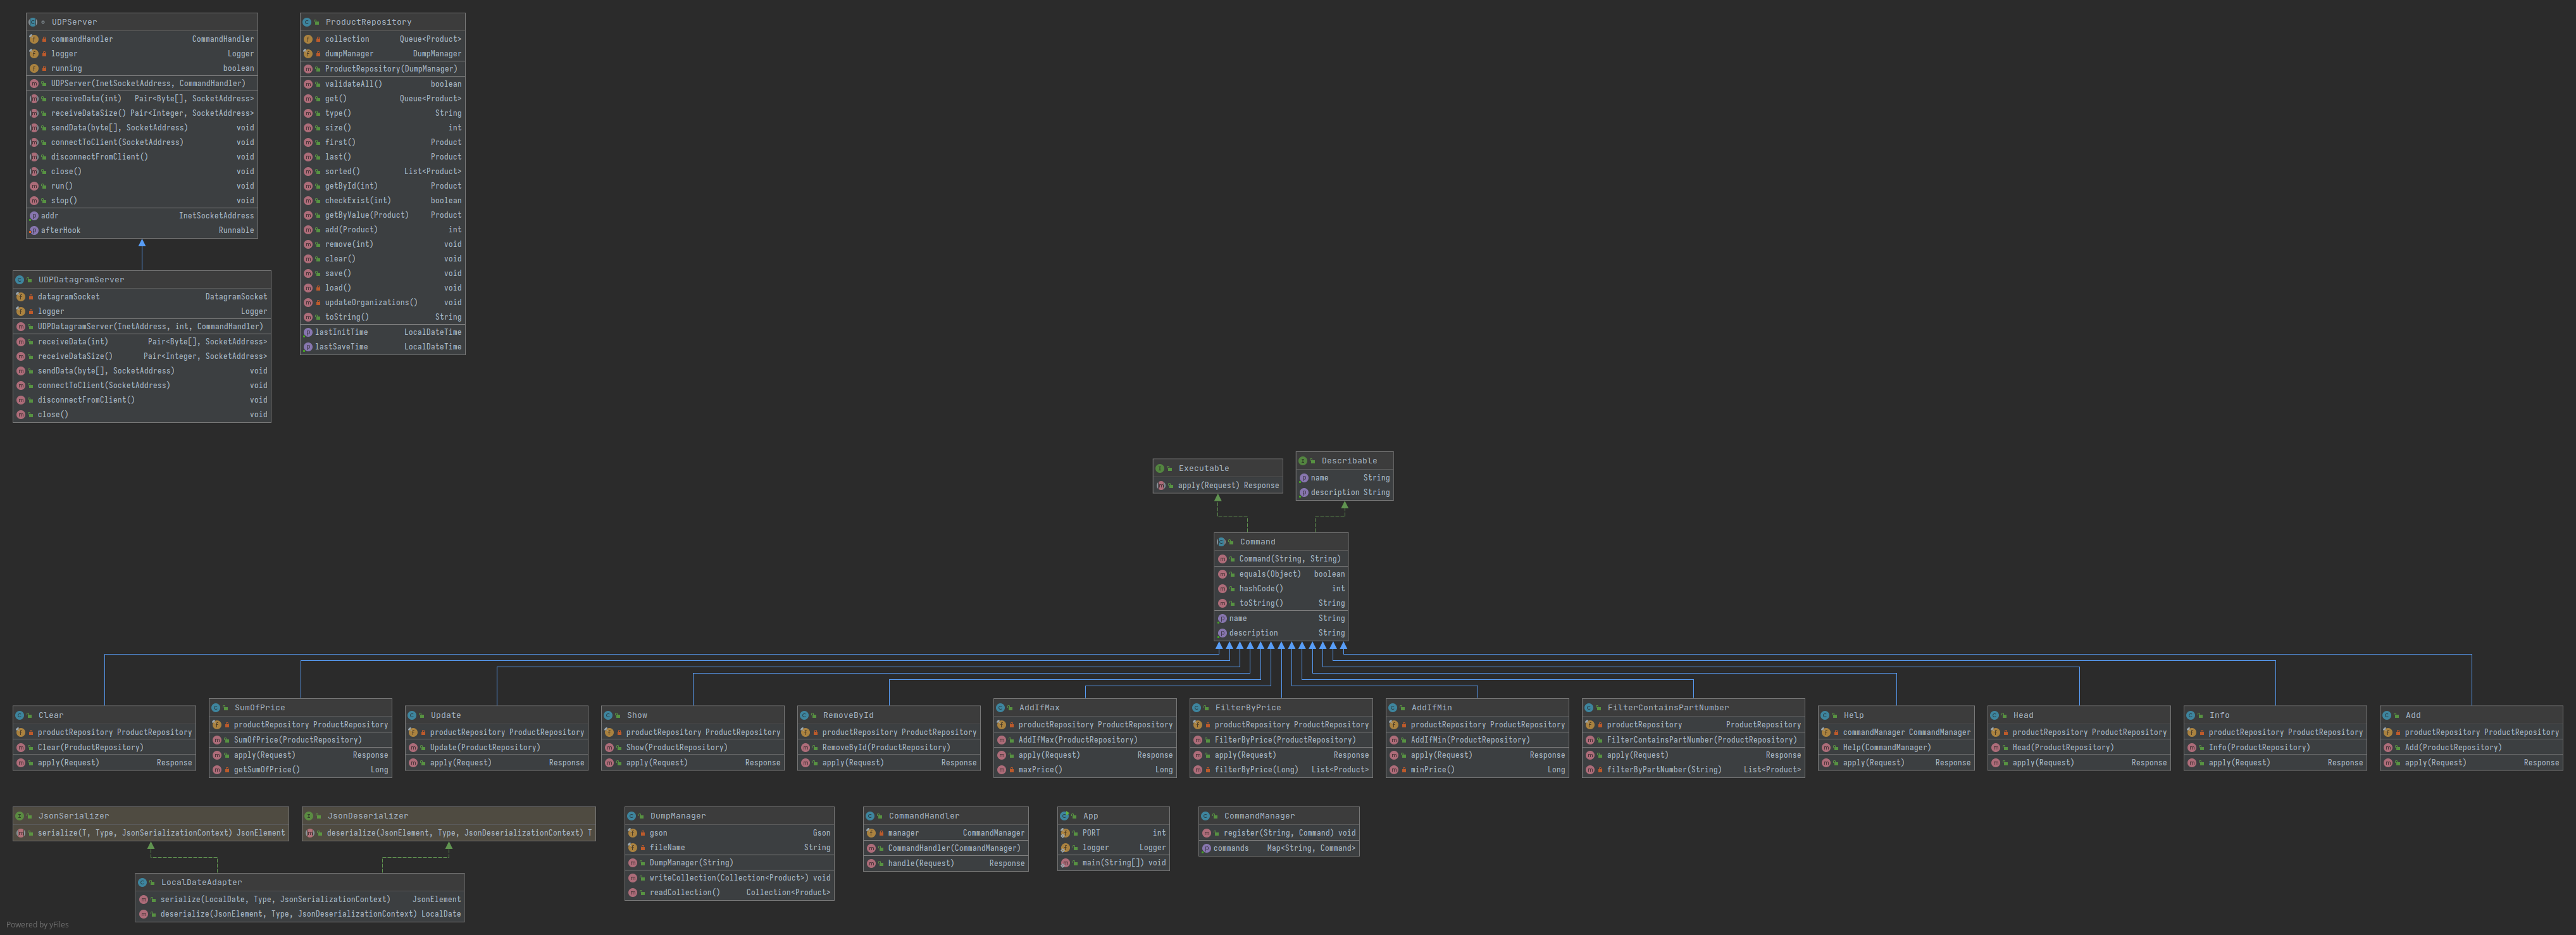 UDPServer
commandHandler CommandHandler
logger Logger
running boolean
UDPServer(InetSocketAddress, CommandHandler)
receiveData(int) Pair<Byte[], SocketAddress>
receiveDataSize() Pair<Integer, SocketAddress>
sendData(byte[], SocketAddress) void
connectToClient(SocketAddress) void
disconnectFromClient() void
close() void
run() void
stop() void
addr InetSocketAddress
afterHook Runnable
ProductRepository
collection Queue<Product>
dumpManager DumpManager
ProductRepository(DumpManager)
validateAll() boolean
get() Queue<Product>
type() String
size() int
first() Product
last() Product
sorted() List<Product>
getById(int) Product
checkExist(int) boolean
getByValue(Product) Product
add(Product) int
remove(int) void
clear() void
save() void
load() void
updateOrganizations() void
toString() String
lastInitTime LocalDateTime
lastSaveTime LocalDateTime
UDPDatagramServer
datagramSocket DatagramSocket
logger Logger
UDPDatagramServer(InetAddress, int, CommandHandler)
receiveData(int) Pair<Byte[], SocketAddress>
receiveDataSize() Pair<Integer, SocketAddress>
sendData(byte[], SocketAddress) void
connectToClient(SocketAddress) void
disconnectFromClient() void
close() void
Executable
apply(Request) Response
Describable
name String
description String
Command
Command(String, String)
equals(Object) boolean
hashCode() int
toString() String
name String
description String
Clear
productRepository ProductRepository
Clear(ProductRepository)
apply(Request) Response
SumOfPrice
productRepository ProductRepository
SumOfPrice(ProductRepository)
apply(Request) Response
getSumOfPrice() Long
Update
productRepository ProductRepository
Update(ProductRepository)
apply(Request) Response
Show
productRepository ProductRepository
Show(ProductRepository)
apply(Request) Response
RemoveById
productRepository ProductRepository
RemoveById(ProductRepository)
apply(Request) Response
AddIfMax
productRepository ProductRepository
AddIfMax(ProductRepository)
apply(Request) Response
maxPrice() Long
FilterByPrice
productRepository ProductRepository
FilterByPrice(ProductRepository)
apply(Request) Response
filterByPrice(Long) List<Product>
AddIfMin
productRepository ProductRepository
AddIfMin(ProductRepository)
apply(Request) Response
minPrice() Long
FilterContainsPartNumber
productRepository ProductRepository
FilterContainsPartNumber(ProductRepository)
apply(Request) Response
filterByPartNumber(String) List<Product>
Help
commandManager CommandManager
Help(CommandManager)
apply(Request) Response
Head
productRepository ProductRepository
Head(ProductRepository)
apply(Request) Response
Info
productRepository ProductRepository
Info(ProductRepository)
apply(Request) Response
Add
productRepository ProductRepository
Add(ProductRepository)
apply(Request) Response
JsonSerializer
serialize(T, Type, JsonSerializationContext) JsonElement
JsonDeserializer
deserialize(JsonElement, Type, JsonDeserializationContext) T
LocalDateAdapter
serialize(LocalDate, Type, JsonSerializationContext) JsonElement
deserialize(JsonElement, Type, JsonDeserializationContext) LocalDate
DumpManager
gson Gson
fileName String
DumpManager(String)
writeCollection(Collection<Product>) void
readCollection() Collection<Product>
CommandHandler
manager CommandManager
CommandHandler(CommandManager)
handle(Request) Response
App
PORT int
logger Logger
main(String[]) void
CommandManager
register(String, Command) void
commands Map<String, Command>
Powered by yFiles